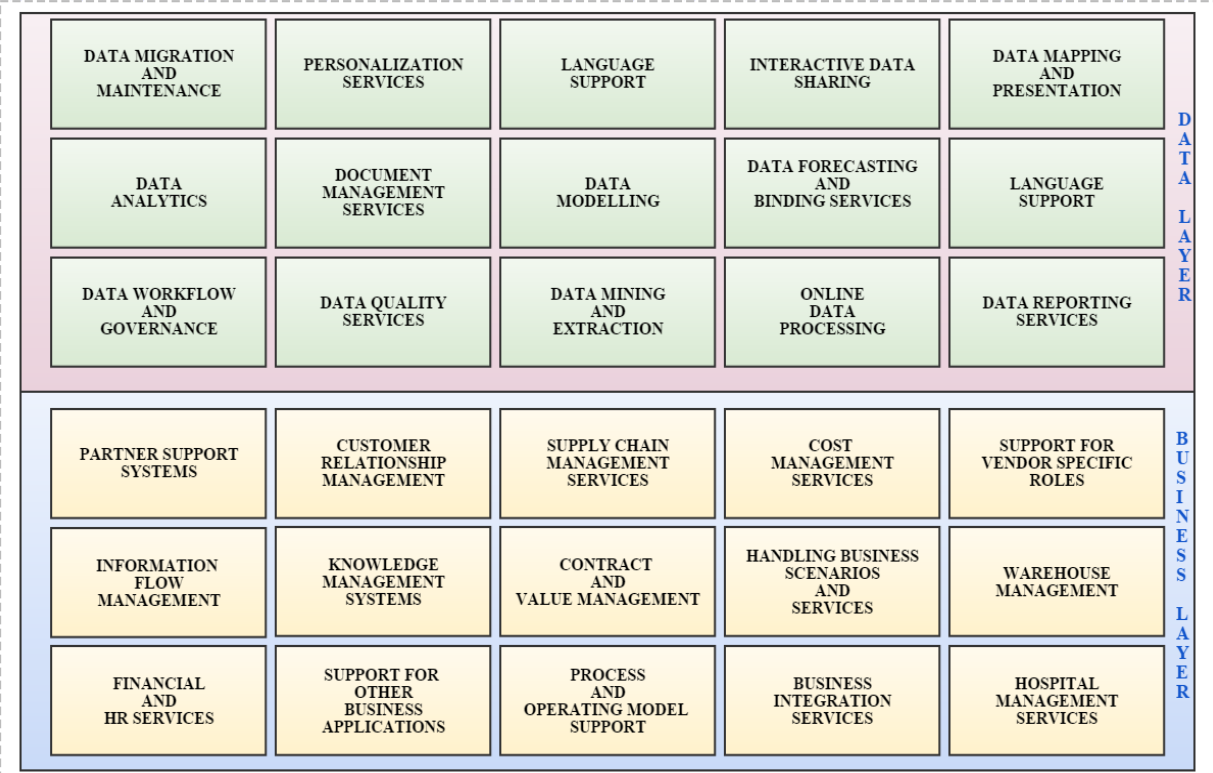 DATA MIGRATION
AND
MAINTENANCE
PERSONALIZATION
SERVICES
LANGUAGE
SUPPORT
INTERACTIVE DATA
SHARING
DATA MAPPING
AND
PRESENTATION
DATA
ANALYTICS
DOCUMENT
MANAGEMENT
SERVICES
DATA
MODELLING
DATA FORECASTING
AND
BINDING SERVICES
LANGUAGE
SUPPORT
DATA WORKFLOW
AND
GOVERNANCE
DATA QUALITY
SERVICES
DATA MINING
AND
EXTRACTION
ONLINE
DATA
PROCESSING
DATA REPORTING
SERVICES
DATA LAYER
PARTNER SUPPORT
SYSTEMS
CUSTOMER
RELATIONSHIP
MANAGEMENT
SUPPLY CHAIN
MANAGEMENT
SERVICES
COST
MANAGEMENT
SERVICES
SUPPORT FOR
VENDOR SPECIFIC
ROLES
INFORMATION
FLOW
MANAGEMENT
KNOWLEDGE
MANAGEMENT
SYSTEMS
CONTRACT
AND
VALUE MANAGEMENT
HANDLING BUSINESS
SCENARIOS
AND
SERVICES
WAREHOUSE
MANAGEMENT
FINANCIAL
AND
HR SERVICES
SUPPORT FOR
OTHER
BUSINESS
APPLICATIONS
PROCESS
AND
OPERATING MODEL
SUPPORT
BUSINESS
INTEGRATION
SERVICES
HOSPITAL
MANAGEMENT
SERVICES
BUSINESS LAYER